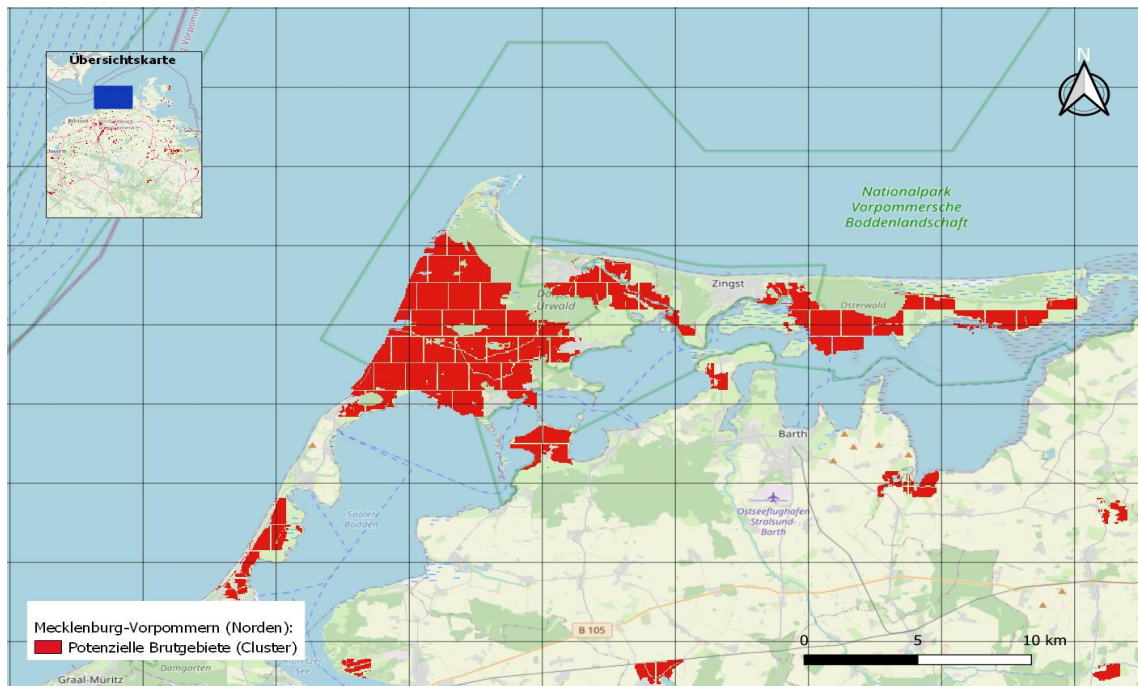 Übersichtskarte
N
Nationalpark
Vorpommersche
Boddenlandschaft
Zingst
Osterwald
Urwald
Barth
Ostseeflughafen
Stralsund-
Barth
Saaler
Bodden
B 105
0 5 10 km
Mecklenburg-Vorpommern (Norden):
Potenzielle Brutgebiete (Cluster)
See
Damgarten
Graal-Müritz